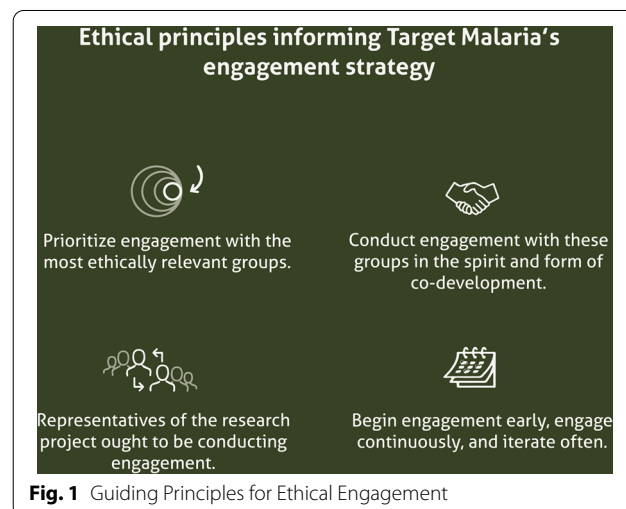 Ethical principles informing Target Malaria's
engagement strategy
Prioritize engagement with the
most ethically relevant groups.
Conduct engagement with these
groups in the spirit and form of
co-development.
Representatives of the research
project ought to be conducting
engagement.
Begin engagement early, engage
continuously, and iterate often.
Fig. 1 Guiding Principles for Ethical Engagement